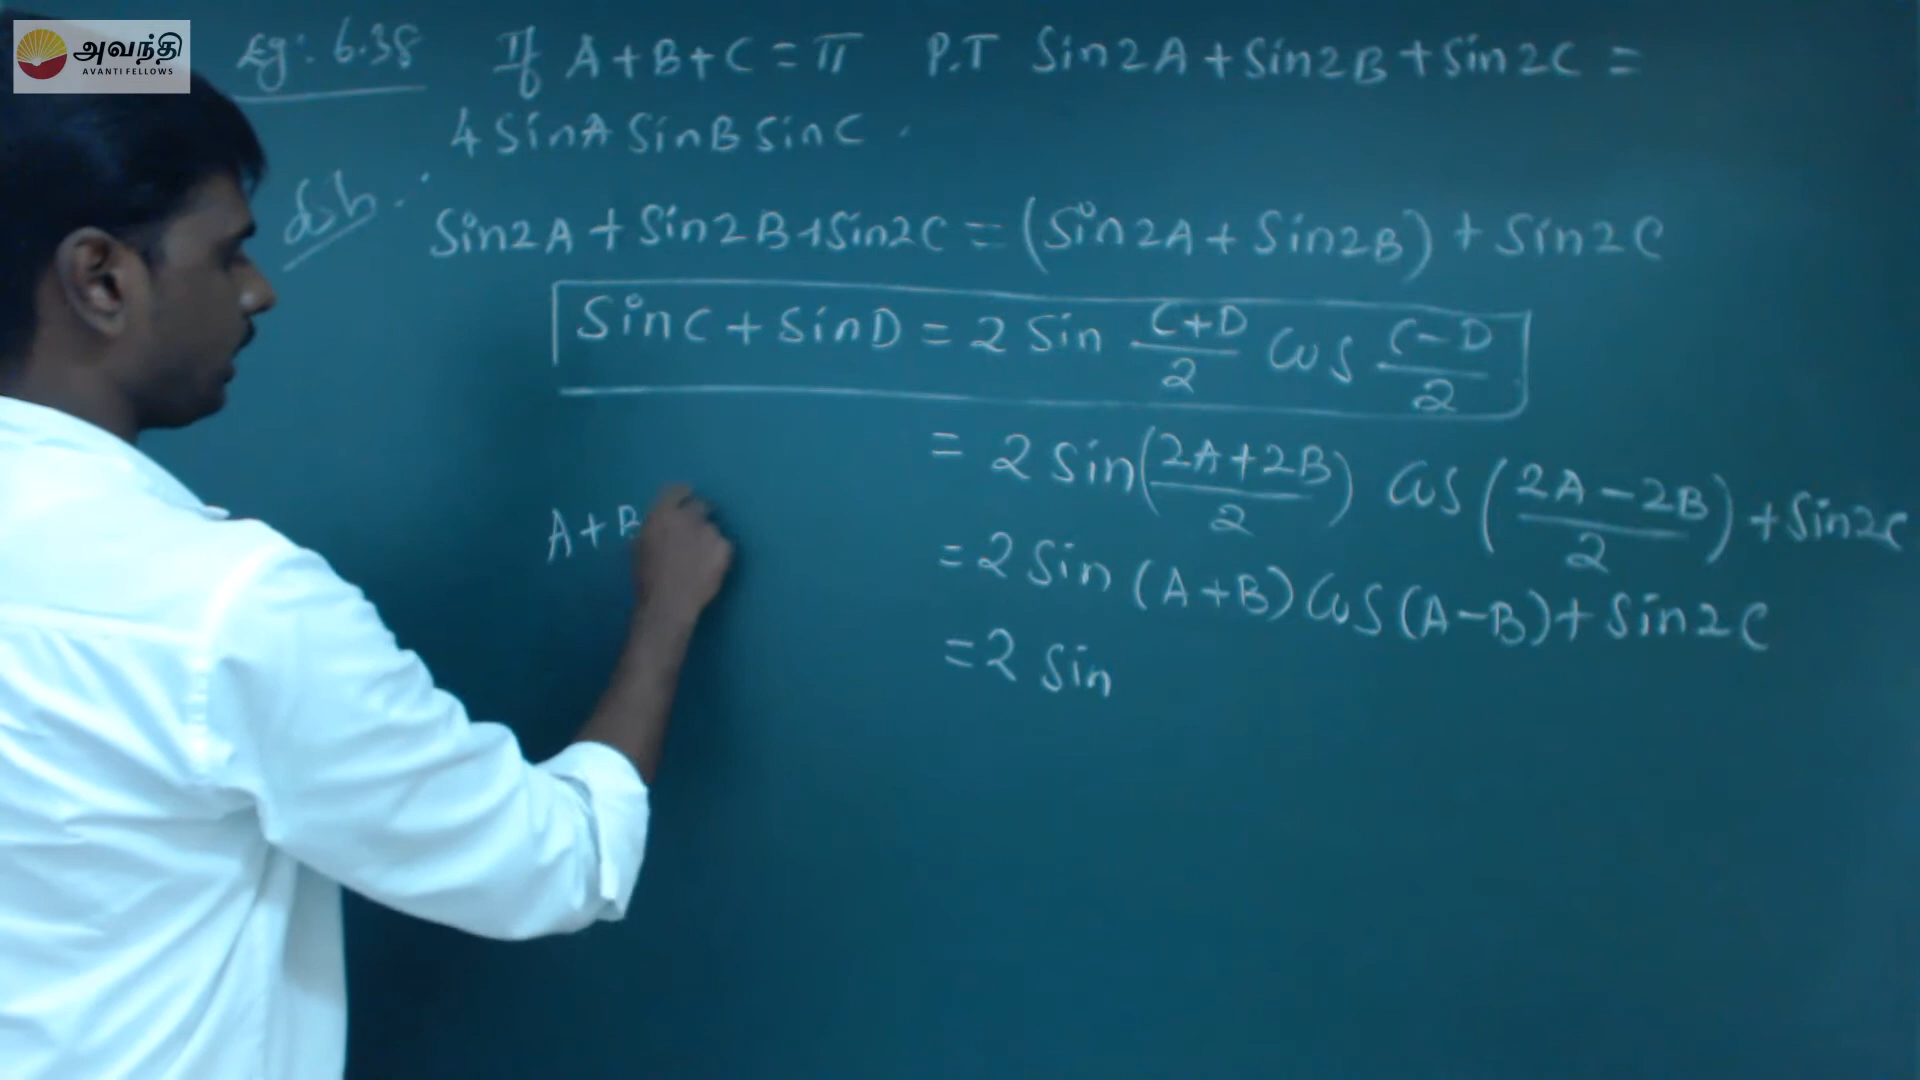 அவந்தி
AVANTI FELLOWS
Eg: 6.38 If A+B+C=π P.T Sin2A+Sin2B+Sin2C=
4 SinA SinB SinC.
Sol.
Sin2A+Sin2B+Sin2C=(Sin2A+Sin2B)+Sin2C
SinC+SinD=2 Sin C+D/2 Cos C-D/2
=2 Sin(2A+2B/2) Cos(2A-2B/2)+Sin2C
A+B
=2 Sin(A+B)Cos(A-B)+Sin2C
=2 Sin